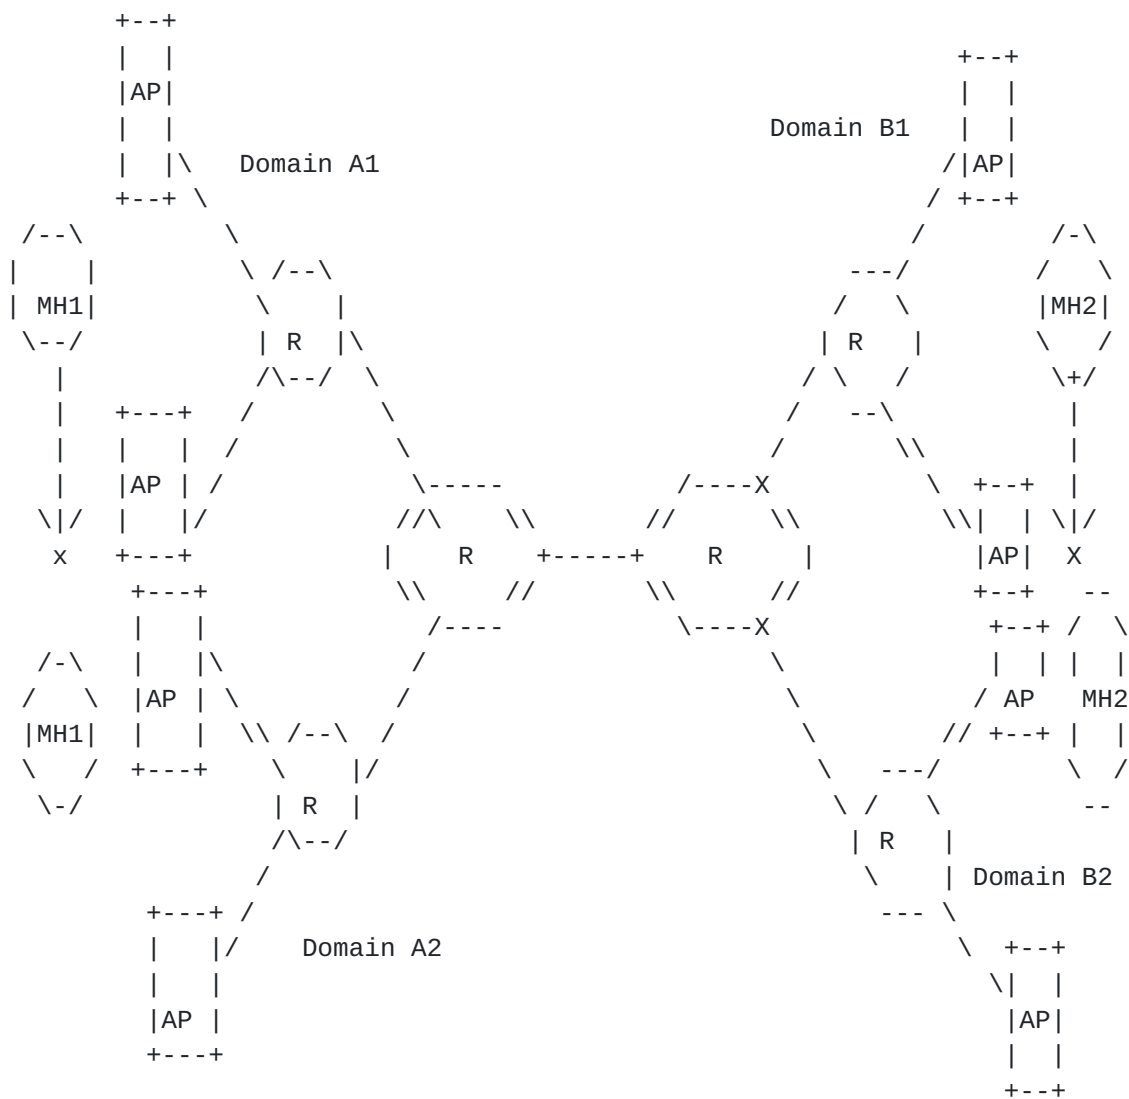 AP
Domain B1
Domain A1 AP
MH1 MH2
R R
AP
x R R AP X
AP AP MH2
MH1
R
R
Domain B2
Domain A2
AP AP